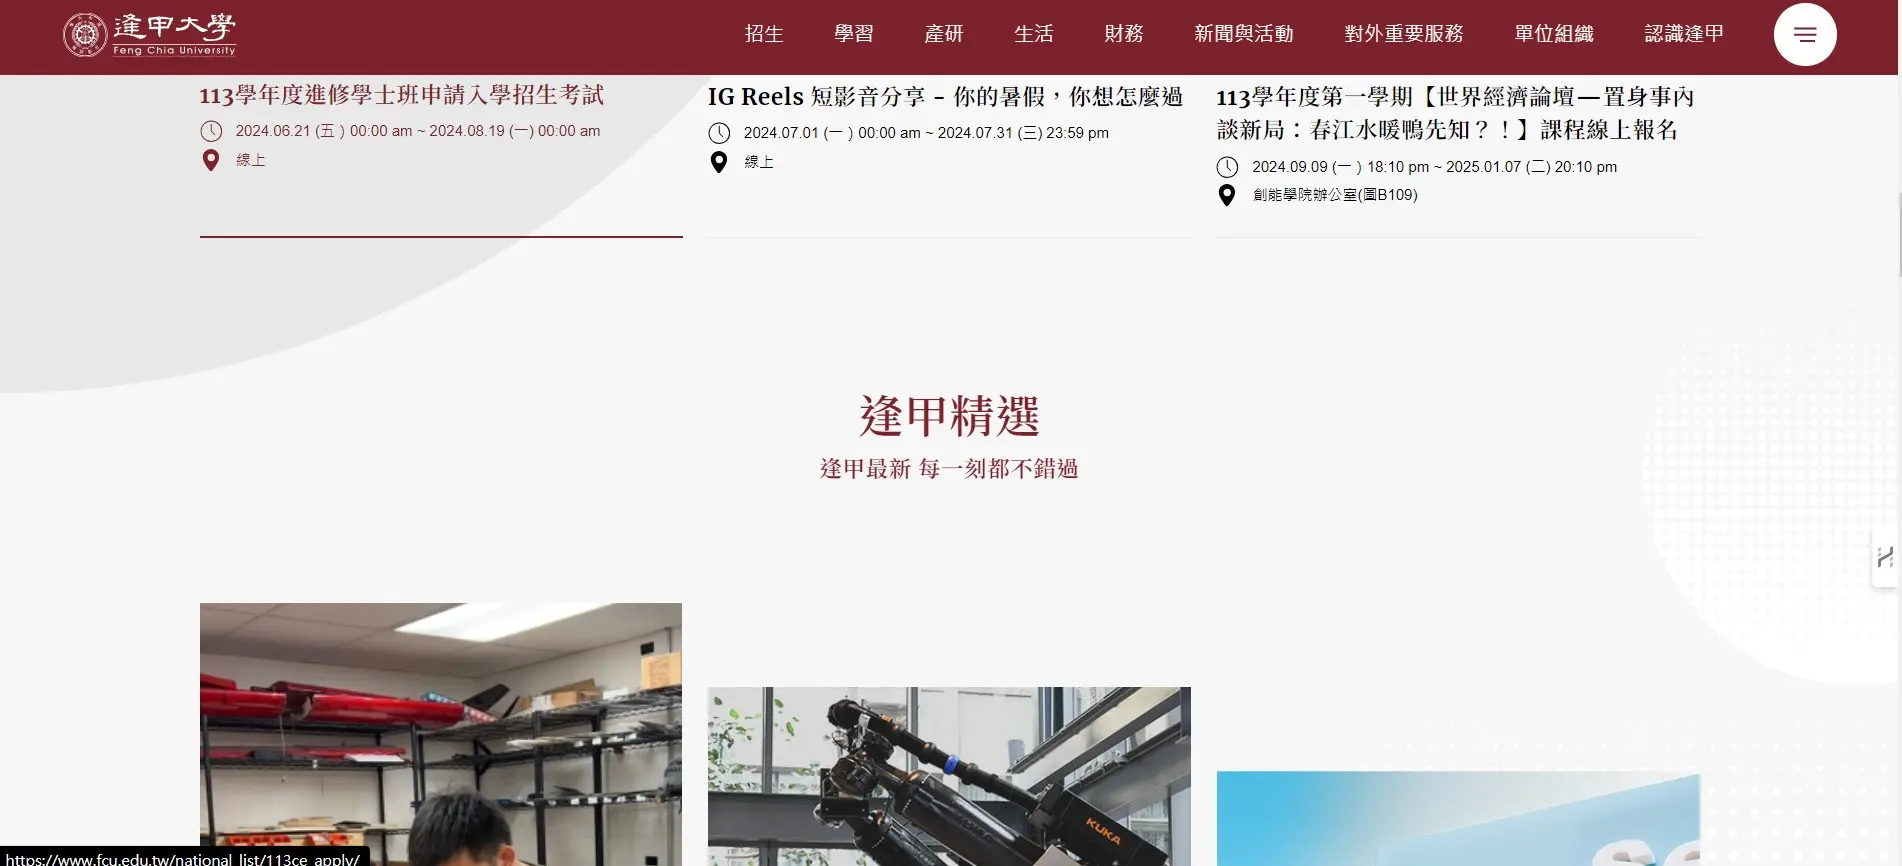 逢甲大學
Feng Chia University
招生 學習 產研 生活 財務 新聞與活動 對外重要服務 單位組織 認識逢甲
113學年度進修學士班申請入學招生考試
2024.06.21 (五 ) 00:00 am ~ 2024.08.19 (一) 00:00 am
線上
IG Reels 短影音分享 – 你的暑假，你想怎麼過
2024.07.01 (一 ) 00:00 am ~ 2024.07.31 (三) 23:59 pm
線上
113學年度第一學期【世界經濟論壇—置身事內
談新局：春江水暖鴨先知？！】課程線上報名
2024.09.09 (一 ) 18:10 pm ~ 2025.01.07 (二) 20:10 pm
創能學院辦公室(圖B109)
逢甲精選
逢甲最新 每一刻都不錯過
KUKA
https://www.fcu.edu.tw/national_list/113ce_apply/